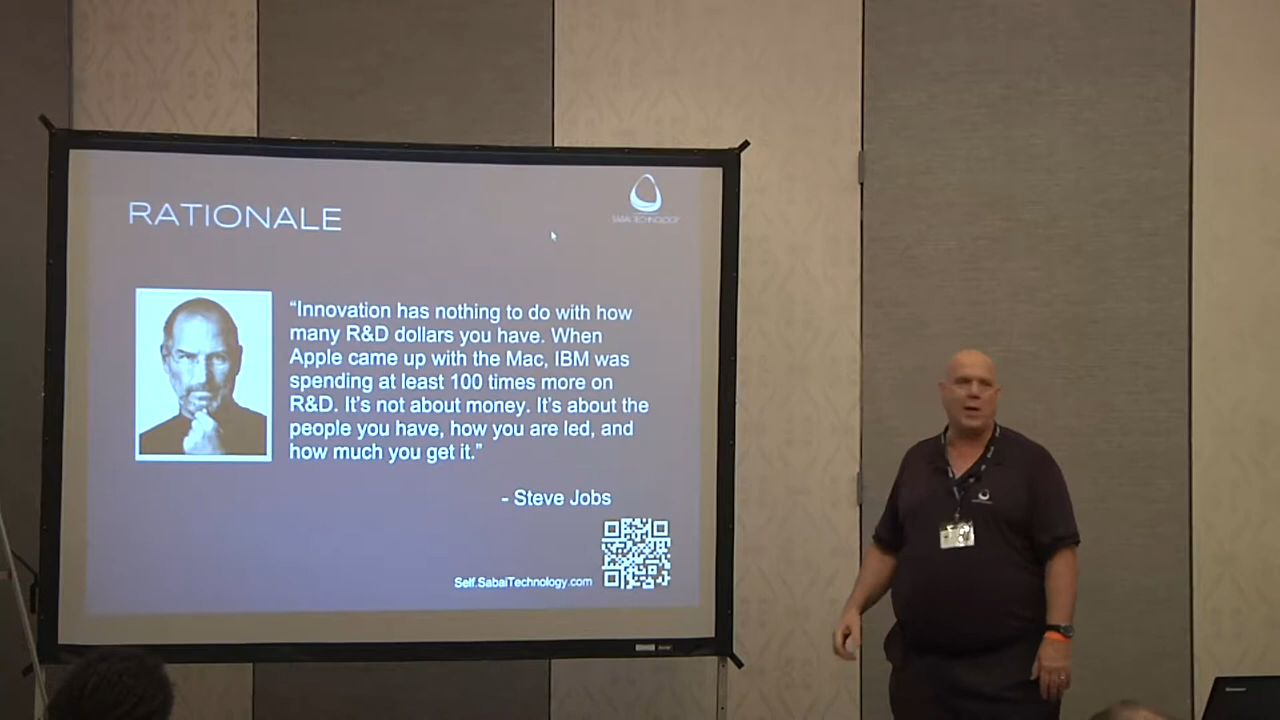 RATIONALE
SABAI TECHNOLOGY
“Innovation has nothing to do with how
many R&D dollars you have. When
Apple came up with the Mac, IBM was
spending at least 100 times more on
R&D. It’s not about money. It’s about the
people you have, how you are led, and
how much you get it.”
- Steve Jobs
Self.SabaiTechnology.com